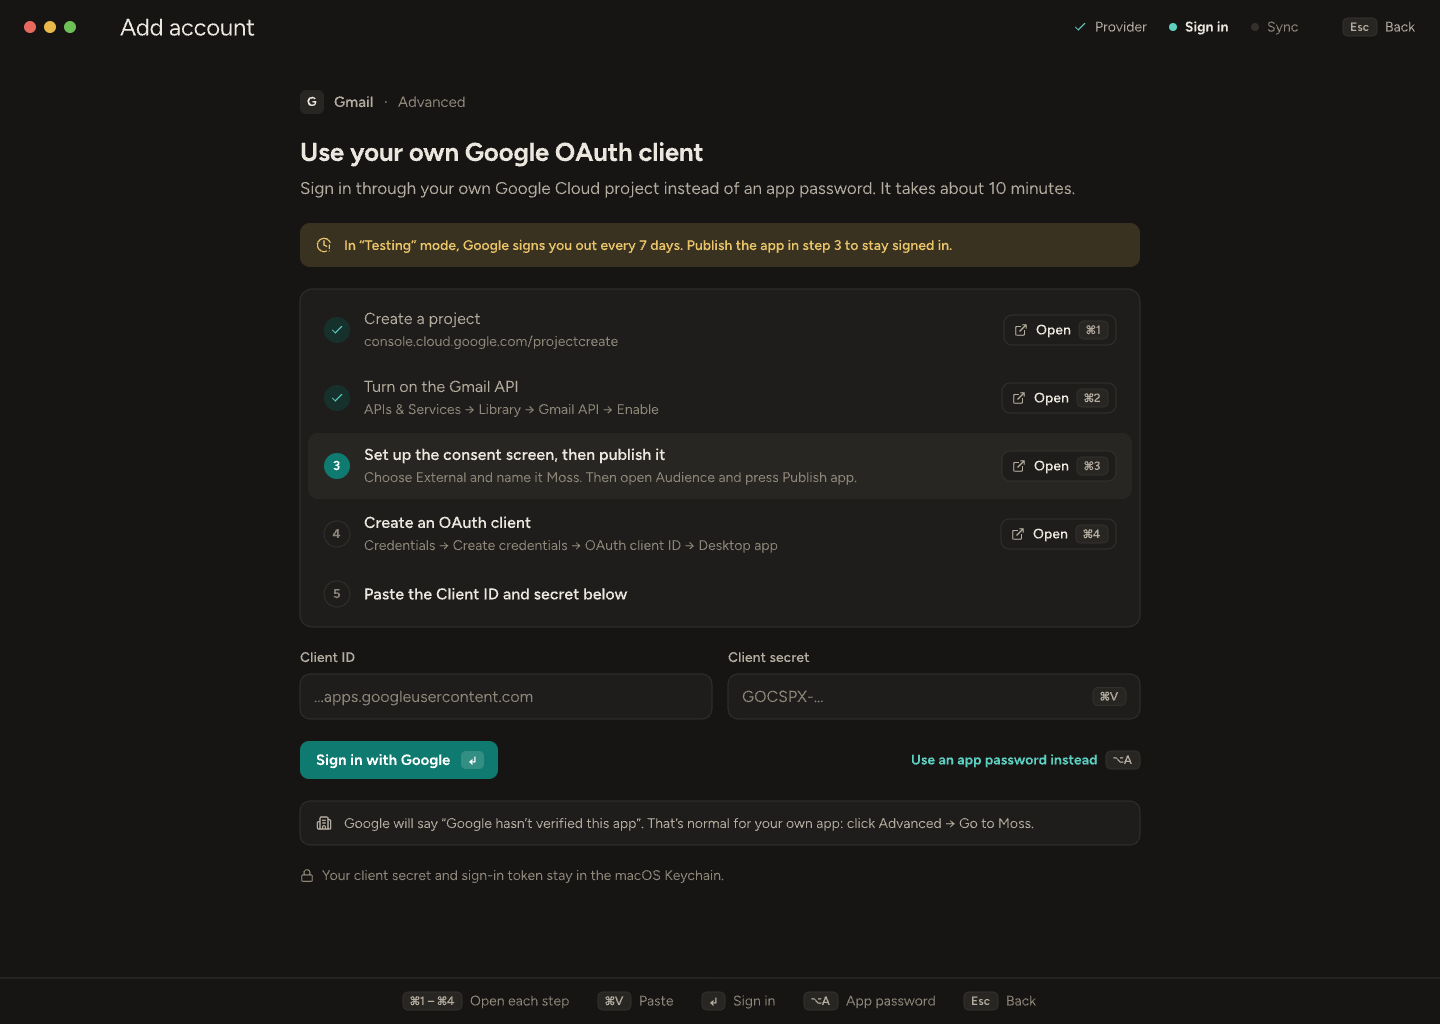 Add account
Provider
Sign in
Sync
Esc Back
G Gmail · Advanced
Use your own Google OAuth client
Sign in through your own Google Cloud project instead of an app password. It takes about 10 minutes.
In “Testing” mode, Google signs you out every 7 days. Publish the app in step 3 to stay signed in.
Create a project
console.cloud.google.com/projectcreate
Open ⌘1
Turn on the Gmail API
APIs & Services → Library → Gmail API → Enable
Open ⌘2
3
Set up the consent screen, then publish it
Choose External and name it Moss. Then open Audience and press Publish app.
Open ⌘3
4
Create an OAuth client
Credentials → Create credentials → OAuth client ID → Desktop app
Open ⌘4
5
Paste the Client ID and secret below
Client ID
Client secret
...apps.googleusercontent.com
GOCSPX-...
⌘V
Sign in with Google ↲
Use an app password instead ⌥A
Google will say “Google hasn’t verified this app”. That’s normal for your own app: click Advanced → Go to Moss.
Your client secret and sign-in token stay in the macOS Keychain.
⌘1 – ⌘4 Open each step
⌘V Paste
↲ Sign in
⌥A App password
Esc Back